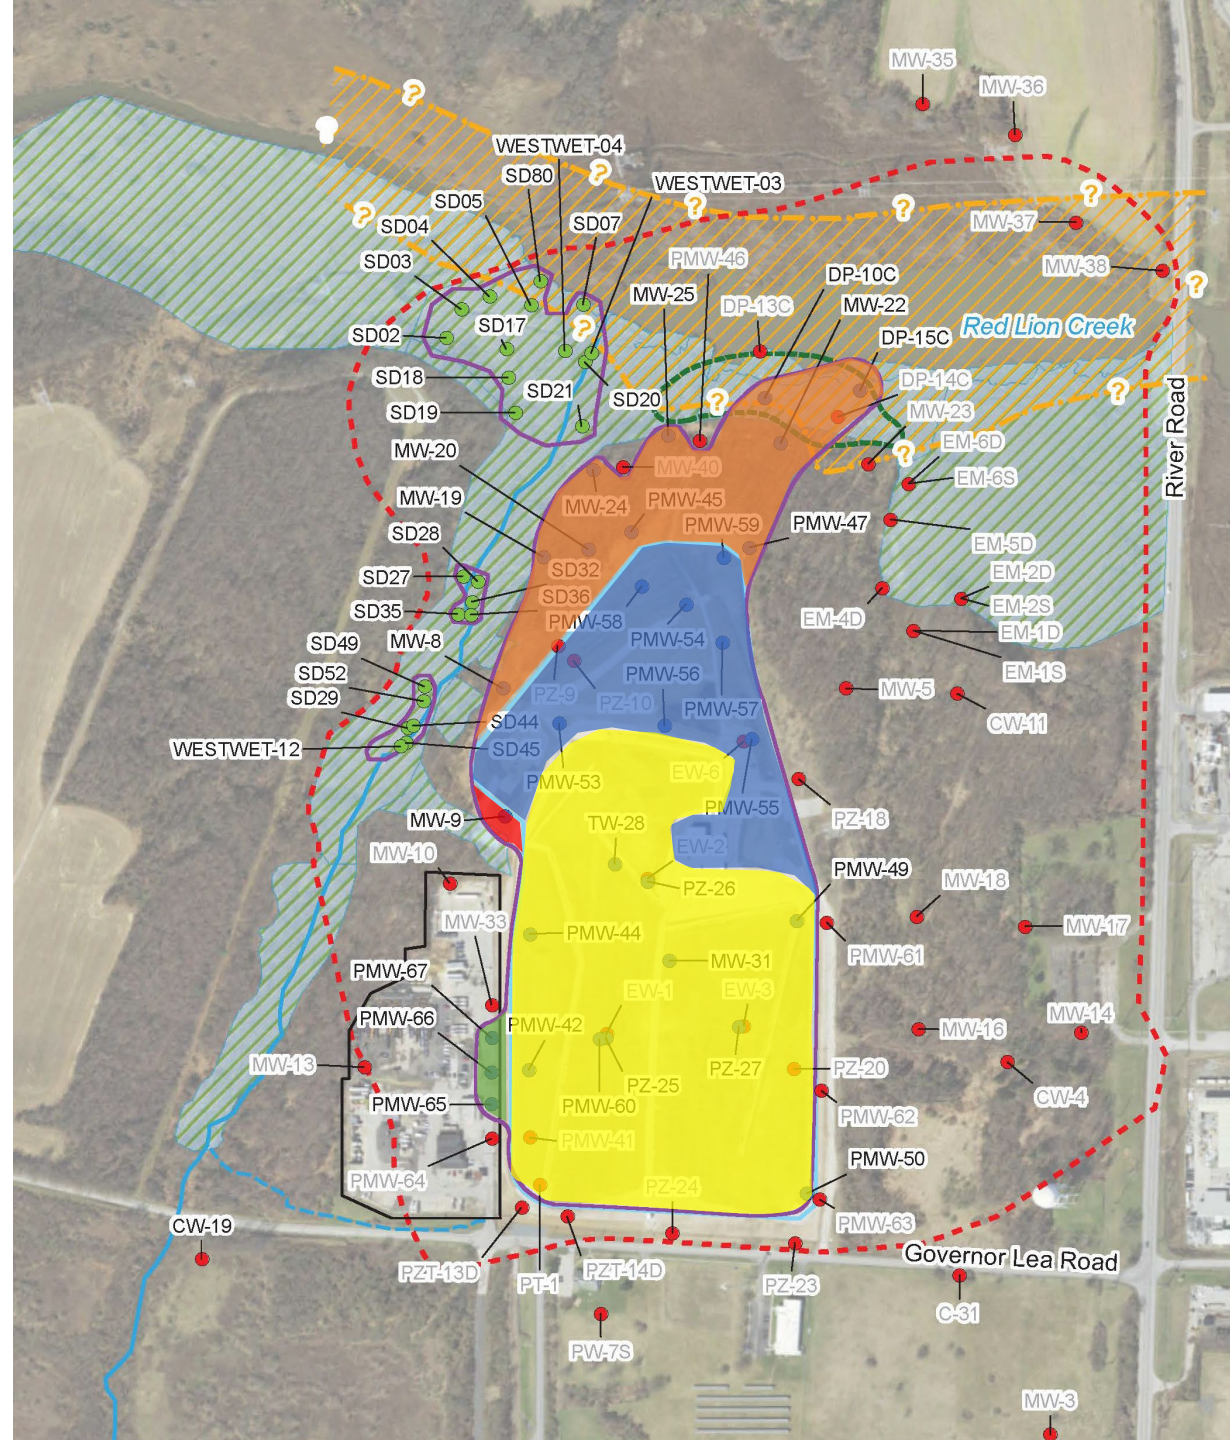 MW-35
MW-36
?
WESTWET-04
SD80
?
WESTWET-03
SD05
?
?
?
?
SD04
SD07
MW-37
SD03
PMW-46
DP-10C
MW-38
MW-25
MW-22
?
DP-13C
SD17
?
Red Lion Creek
SD02
DP-15C
SD18
DP-14C
SD21
SD20
?
?
SD19
MW-23
MW-20
EM-6D
?
MW-40
EM-6S
River Road
MW-19
MW-24
PMW-45
PMW-59
PMW-47
SD28
EM-5D
SD27
SD32
EM-2D
SD36
EM-2S
SD35
PMW-58
EM-4D
EM-1D
SD49
MW-8
PMW-54
EM-1S
SD52
PMW-56
SD29
PZ-9
PZ-10
MW-5
PMW-57
CW-11
SD44
WESTWET-12
SD45
PMW-53
EW-6
PMW-55
MW-9
TW-28
PZ-18
MW-10
EW-2
PZ-26
PMW-49
MW-18
MW-33
PMW-44
MW-17
PMW-61
PMW-67
MW-31
PMW-66
PMW-42
EW-1
EW-3
MW-14
MW-16
MW-13
PZ-25
PZ-27
PZ-20
PMW-65
PMW-60
CW-4
PMW-62
PMW-41
PMW-64
PMW-50
PZ-24
CW-19
PMW-63
Governor Lea Road
PZT-13D
PT-1
PZT-14D
PZ-23
C-31
PW-7S
MW-3